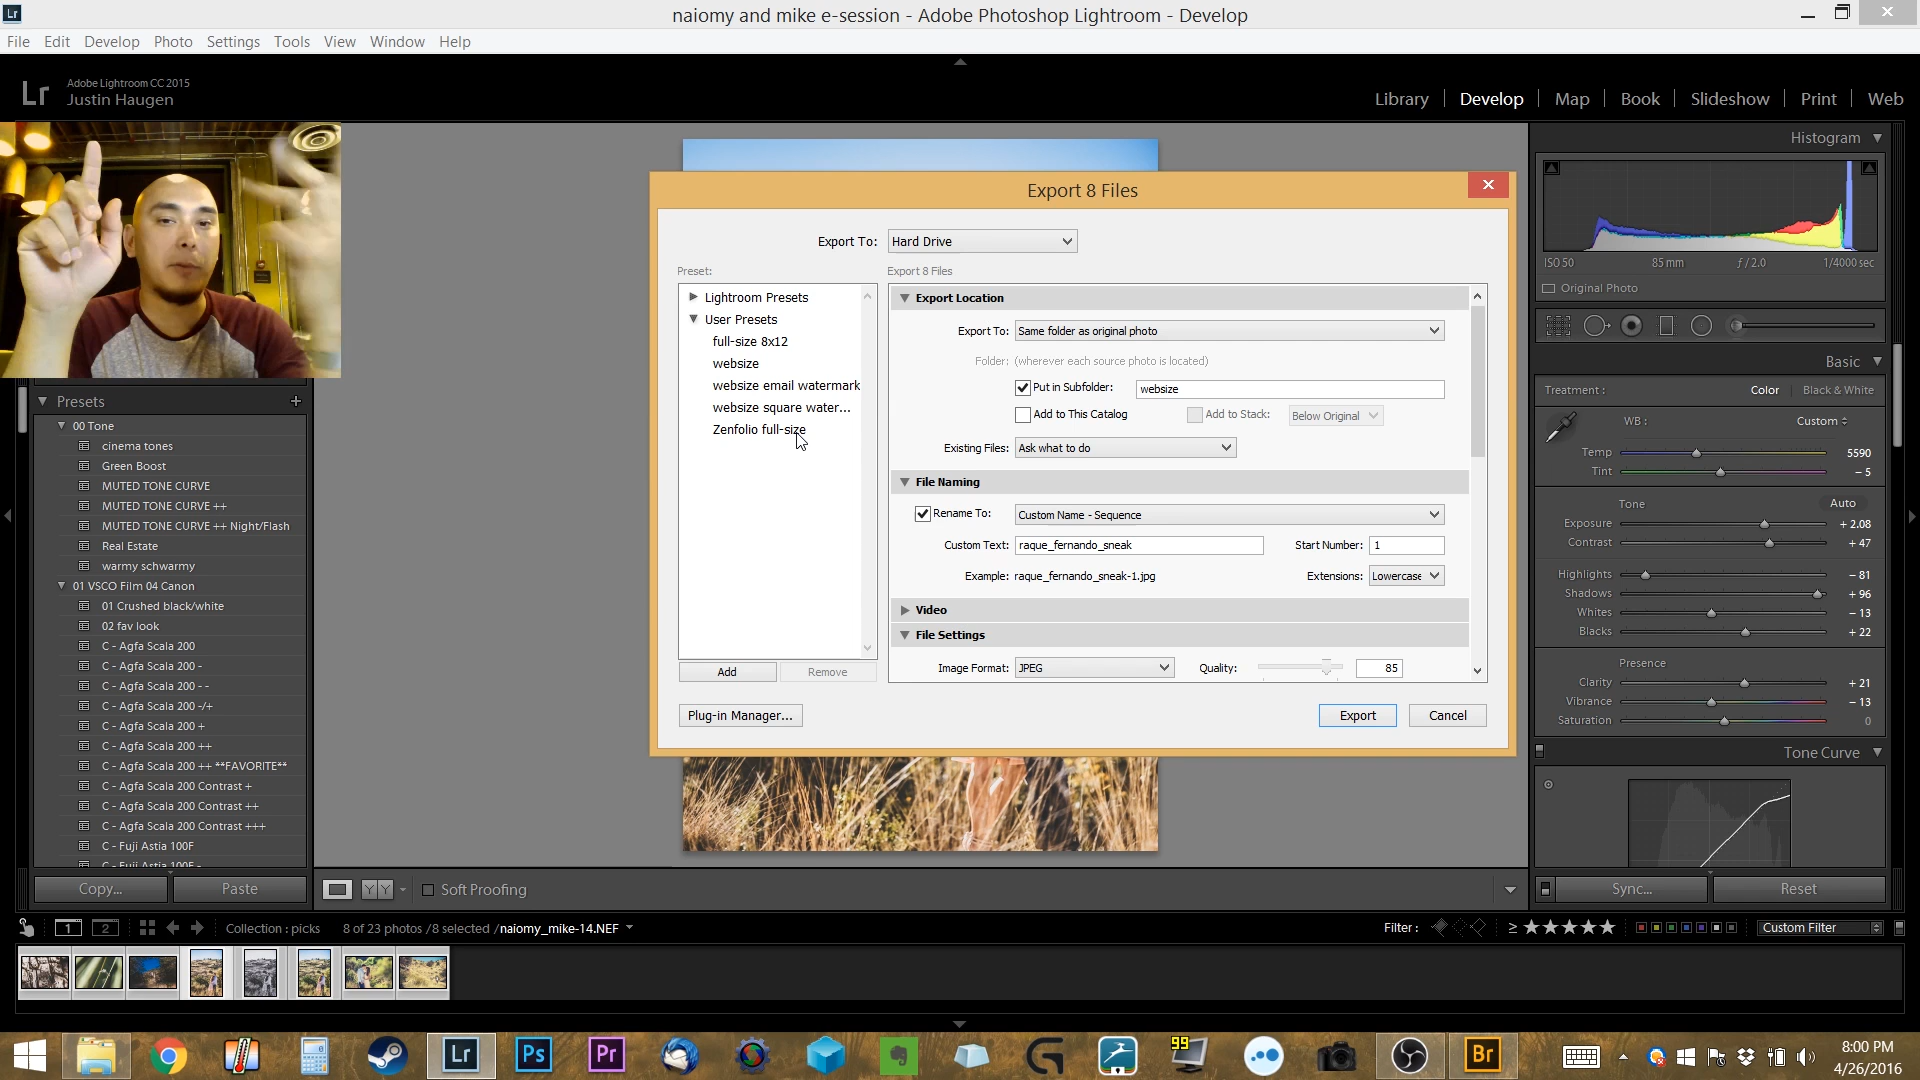 Lr
naiomy and mike e-session - Adobe Photoshop Lightroom - Develop
File Edit Develop Photo Settings Tools View Window Help
Lr
Adobe Lightroom CC 2015
Justin Haugen
Library Develop Map Book Slideshow Print Web
Histogram
ISO 50 85 mm ƒ / 2.0 1/4000 sec
Original Photo
Basic
Treatment : Color Black & White
WB : Custom
Temp 5590
Tint – 5
Tone Auto
Exposure + 2.08
Contrast + 47
Highlights – 81
Shadows + 96
Whites – 13
Blacks + 22
Presence
Clarity + 21
Vibrance – 13
Saturation 0
Tone Curve
Sync... Reset
Presets +
00 Tone
cinema tones
Green Boost
MUTED TONE CURVE
MUTED TONE CURVE ++
MUTED TONE CURVE ++ Night/Flash
Real Estate
warmy schwarmy
01 VSCO Film 04 Canon
01 Crushed black/white
02 fav look
C - Agfa Scala 200
C - Agfa Scala 200 -
C - Agfa Scala 200 - -
C - Agfa Scala 200 -/+
C - Agfa Scala 200 +
C - Agfa Scala 200 ++
C - Agfa Scala 200 ++ **FAVORITE**
C - Agfa Scala 200 Contrast +
C - Agfa Scala 200 Contrast ++
C - Agfa Scala 200 Contrast +++
C - Fuji Astia 100F
C - Fuji Astia 100F -
Copy... Paste
Export 8 Files
Export To: Hard Drive
Preset: Export 8 Files
Lightroom Presets
User Presets
full-size 8x12
websize
websize email watermark
websize square water...
Zenfolio full-size
Add Remove
Plug-in Manager...
Export Location
Export To: Same folder as original photo
Folder: (wherever each source photo is located)
Put in Subfolder: websize
Add to This Catalog Add to Stack: Below Original
Existing Files: Ask what to do
File Naming
Rename To: Custom Name - Sequence
Custom Text: raque_fernando_sneak Start Number: 1
Example: raque_fernando_sneak-1.jpg Extensions: Lowercase
Video
File Settings
Image Format: JPEG Quality: 85
Export Cancel
YY Soft Proofing
1 2 Collection : picks 8 of 23 photos /8 selected /naiomy_mike-14.NEF Filter : ≥ ★★★★★ Custom Filter
Lr Ps Pr 99 Br
8:00 PM
4/26/2016